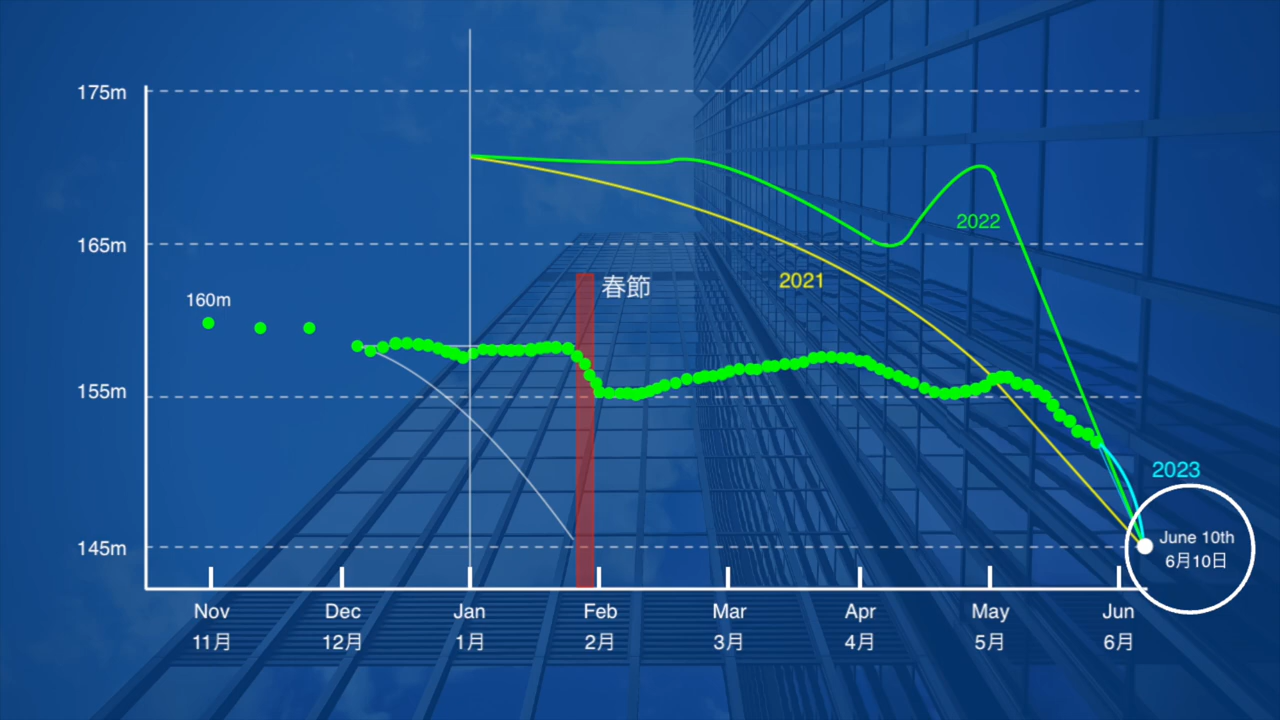 175m
165m
155m
145m
160m
春節
2021
2022
2023
June 10th
6月10日
Nov
11月
Dec
12月
Jan
1月
Feb
2月
Mar
3月
Apr
4月
May
5月
Jun
6月